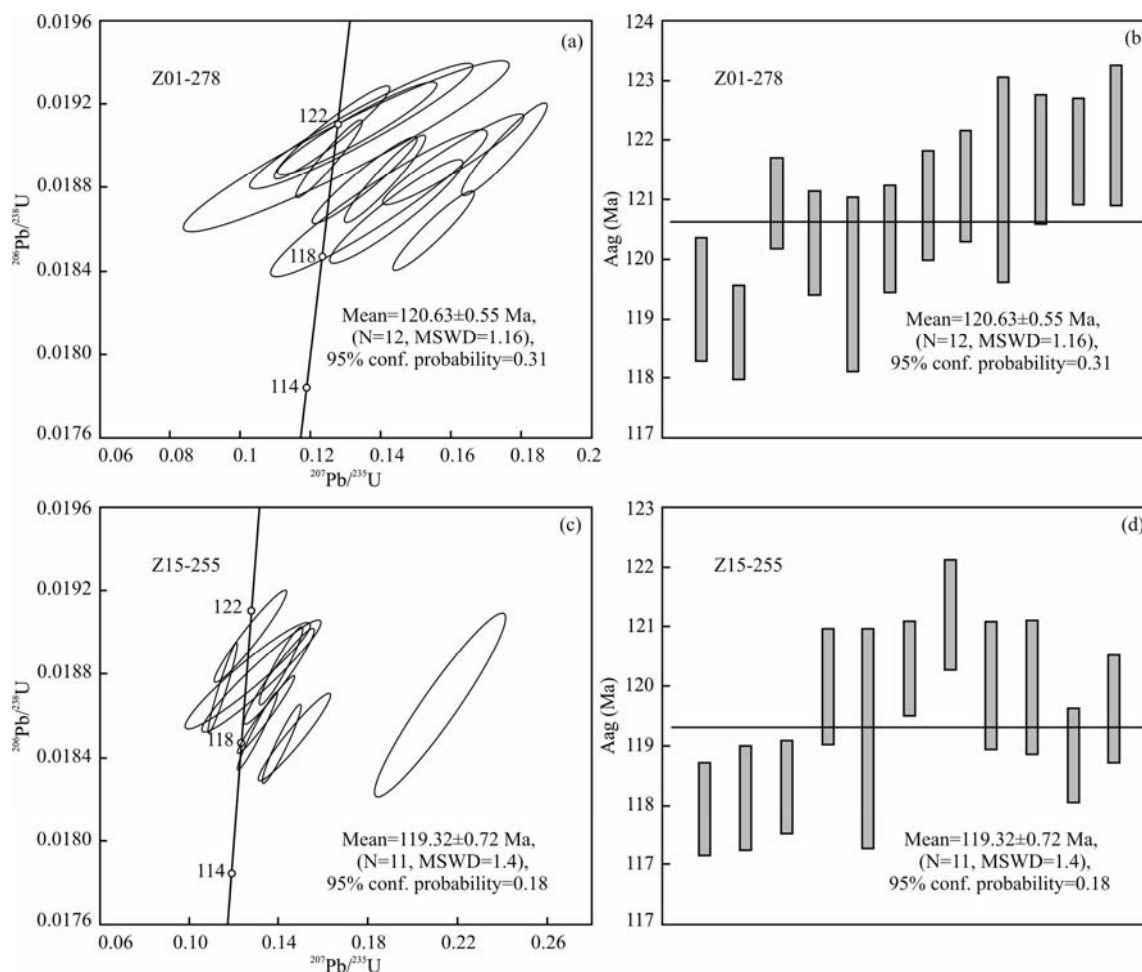 0.0196
0.0192
0.0188
0.0184
0.0180
0.0176
²⁰⁶Pb/²³⁸U
(a)
Z01-278
122
118
114
Mean=120.63±0.55 Ma,
(N=12, MSWD=1.16),
95% conf. probability=0.31
0.06 0.08 0.1 0.12 0.14 0.16 0.18 0.2
²⁰⁷Pb/²³⁵U
124
123
122
121
120
119
118
117
Aag (Ma)
(b)
Z01-278
Mean=120.63±0.55 Ma,
(N=12, MSWD=1.16),
95% conf. probability=0.31
0.0196
0.0192
0.0188
0.0184
0.0180
0.0176
²⁰⁶Pb/²³⁸U
(c)
Z15-255
122
118
114
Mean=119.32±0.72 Ma,
(N=11, MSWD=1.4),
95% conf. probability=0.18
0.06 0.10 0.14 0.18 0.22 0.26
²⁰⁷Pb/²³⁵U
123
122
121
120
119
118
117
117
Aag (Ma)
(d)
Z15-255
Mean=119.32±0.72 Ma,
(N=11, MSWD=1.4),
95% conf. probability=0.18